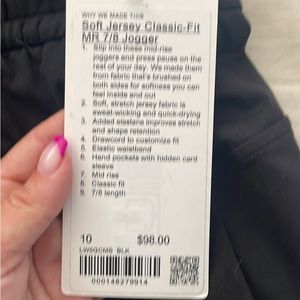 WHY WE MADE THIS
Soft Jersey Classic-Fit
MR 7/8 Jogger
1. Slip into these mid-rise
joggers and press pause on the
rest of your day. We made them
from fabric that's brushed on
both sides for softness you can
feel inside and out
2. Soft, stretch jersey fabric is
sweat-wicking and quick-drying
3. Added elastane improves stretch
and shape retention
4. Drawcord to customize fit
5. Elastic waistband
6. Hand pockets with hidden card
sleeve
7. Mid rise
8. Classic fit
9. 7/8 length
10 $98.00
LW5GCMS BLK
000146279914